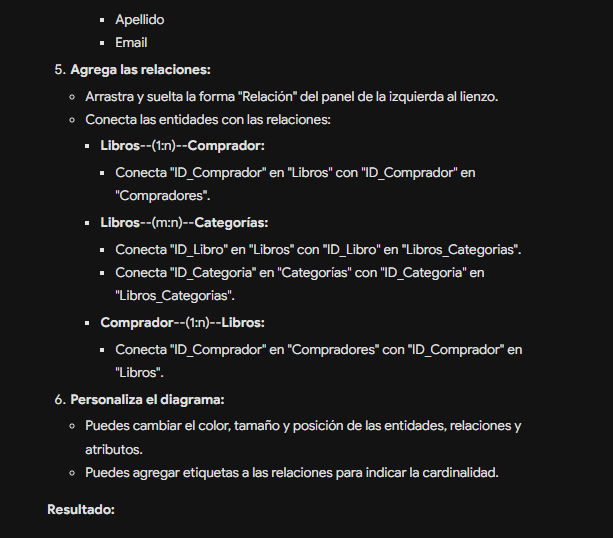 Apellido
Email
5. Agrega las relaciones:
Arrastra y suelta la forma "Relación" del panel de la izquierda al lienzo.
Conecta las entidades con las relaciones:
Libros--(1:n)--Comprador:
Conecta "ID_Comprador" en "Libros" con "ID_Comprador" en
"Compradores".
Libros--(m:n)--Categorías:
Conecta "ID_Libro" en "Libros" con "ID_Libro" en "Libros_Categorias".
Conecta "ID_Categoria" en "Categorías" con "ID_Categoria" en
"Libros_Categorias".
Comprador--(1:n)--Libros:
Conecta "ID_Comprador" en "Compradores" con "ID_Comprador" en
"Libros".
6. Personaliza el diagrama:
Puedes cambiar el color, tamaño y posición de las entidades, relaciones y
atributos.
Puedes agregar etiquetas a las relaciones para indicar la cardinalidad.
Resultado: